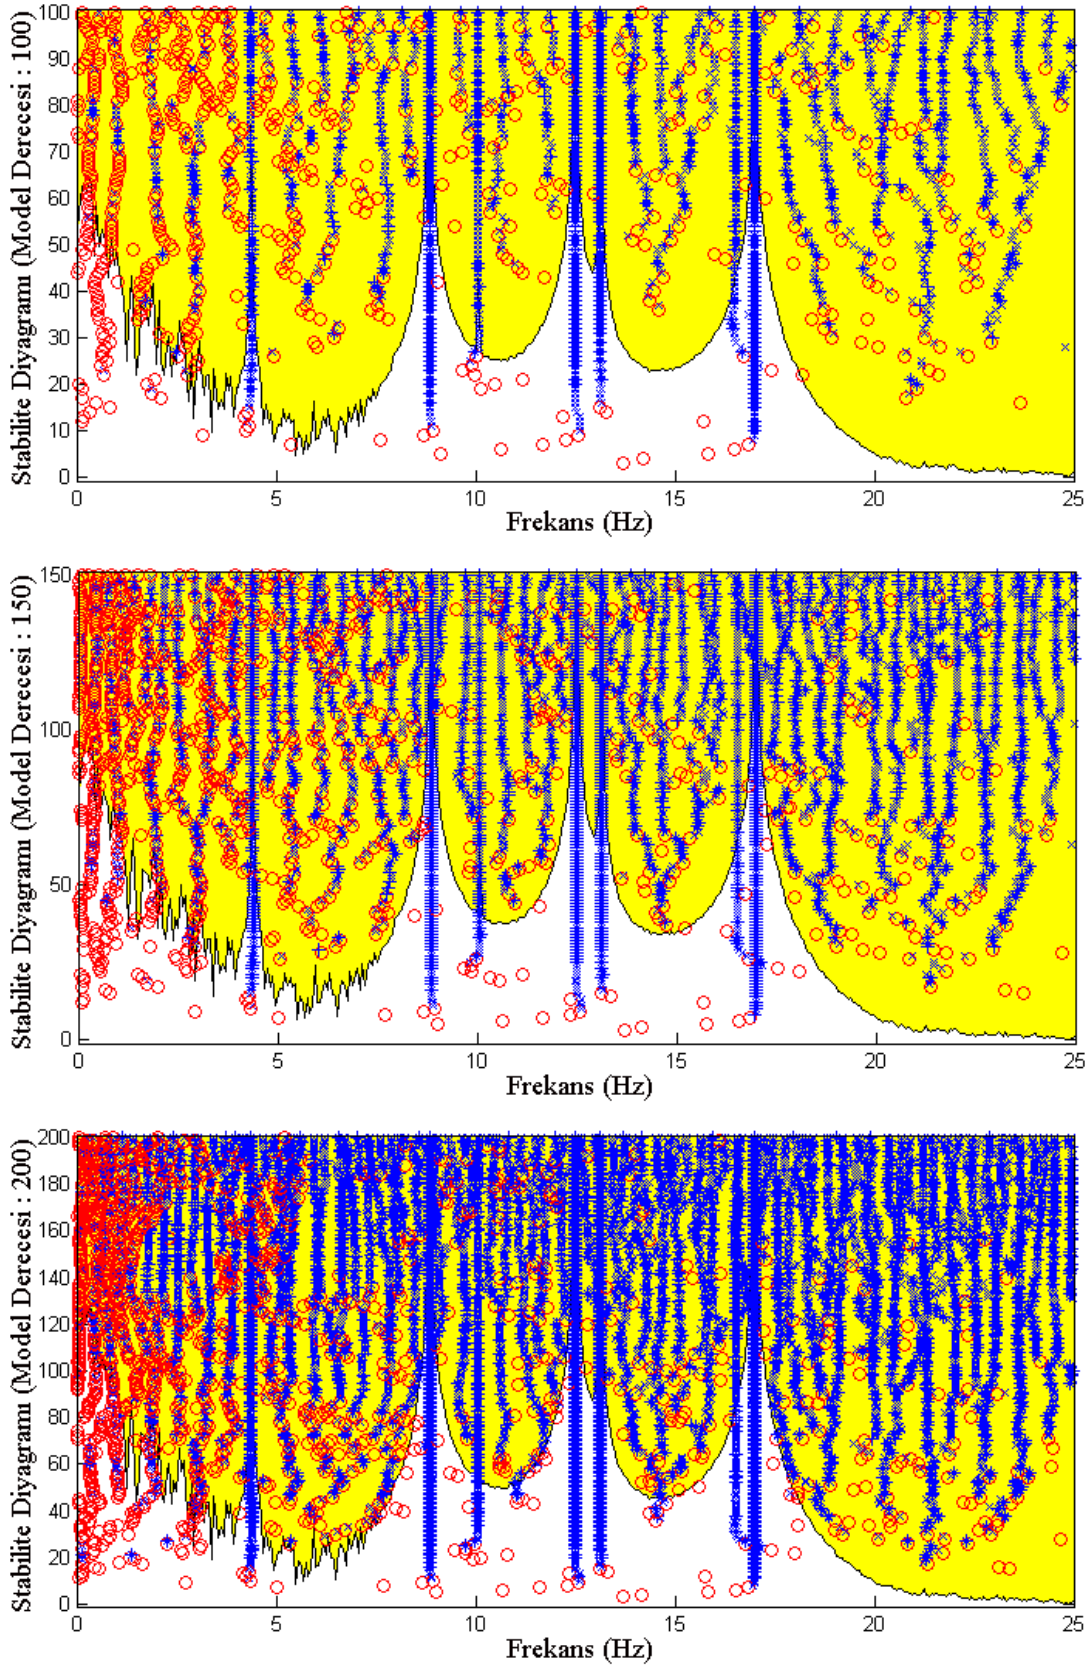 Stabilite Diyagramı (Model Derecesi : 100)
100
90
80
70
60
50
40
30
20
10
0
0 5 10 15 20 25
Frekans (Hz)
Stabilite Diyagramı (Model Derecesi : 150)
150
100
50
0
0 5 10 15 20 25
Frekans (Hz)
Stabilite Diyagramı (Model Derecesi : 200)
200
180
160
140
120
100
80
60
40
20
0
0 5 10 15 20 25
Frekans (Hz)